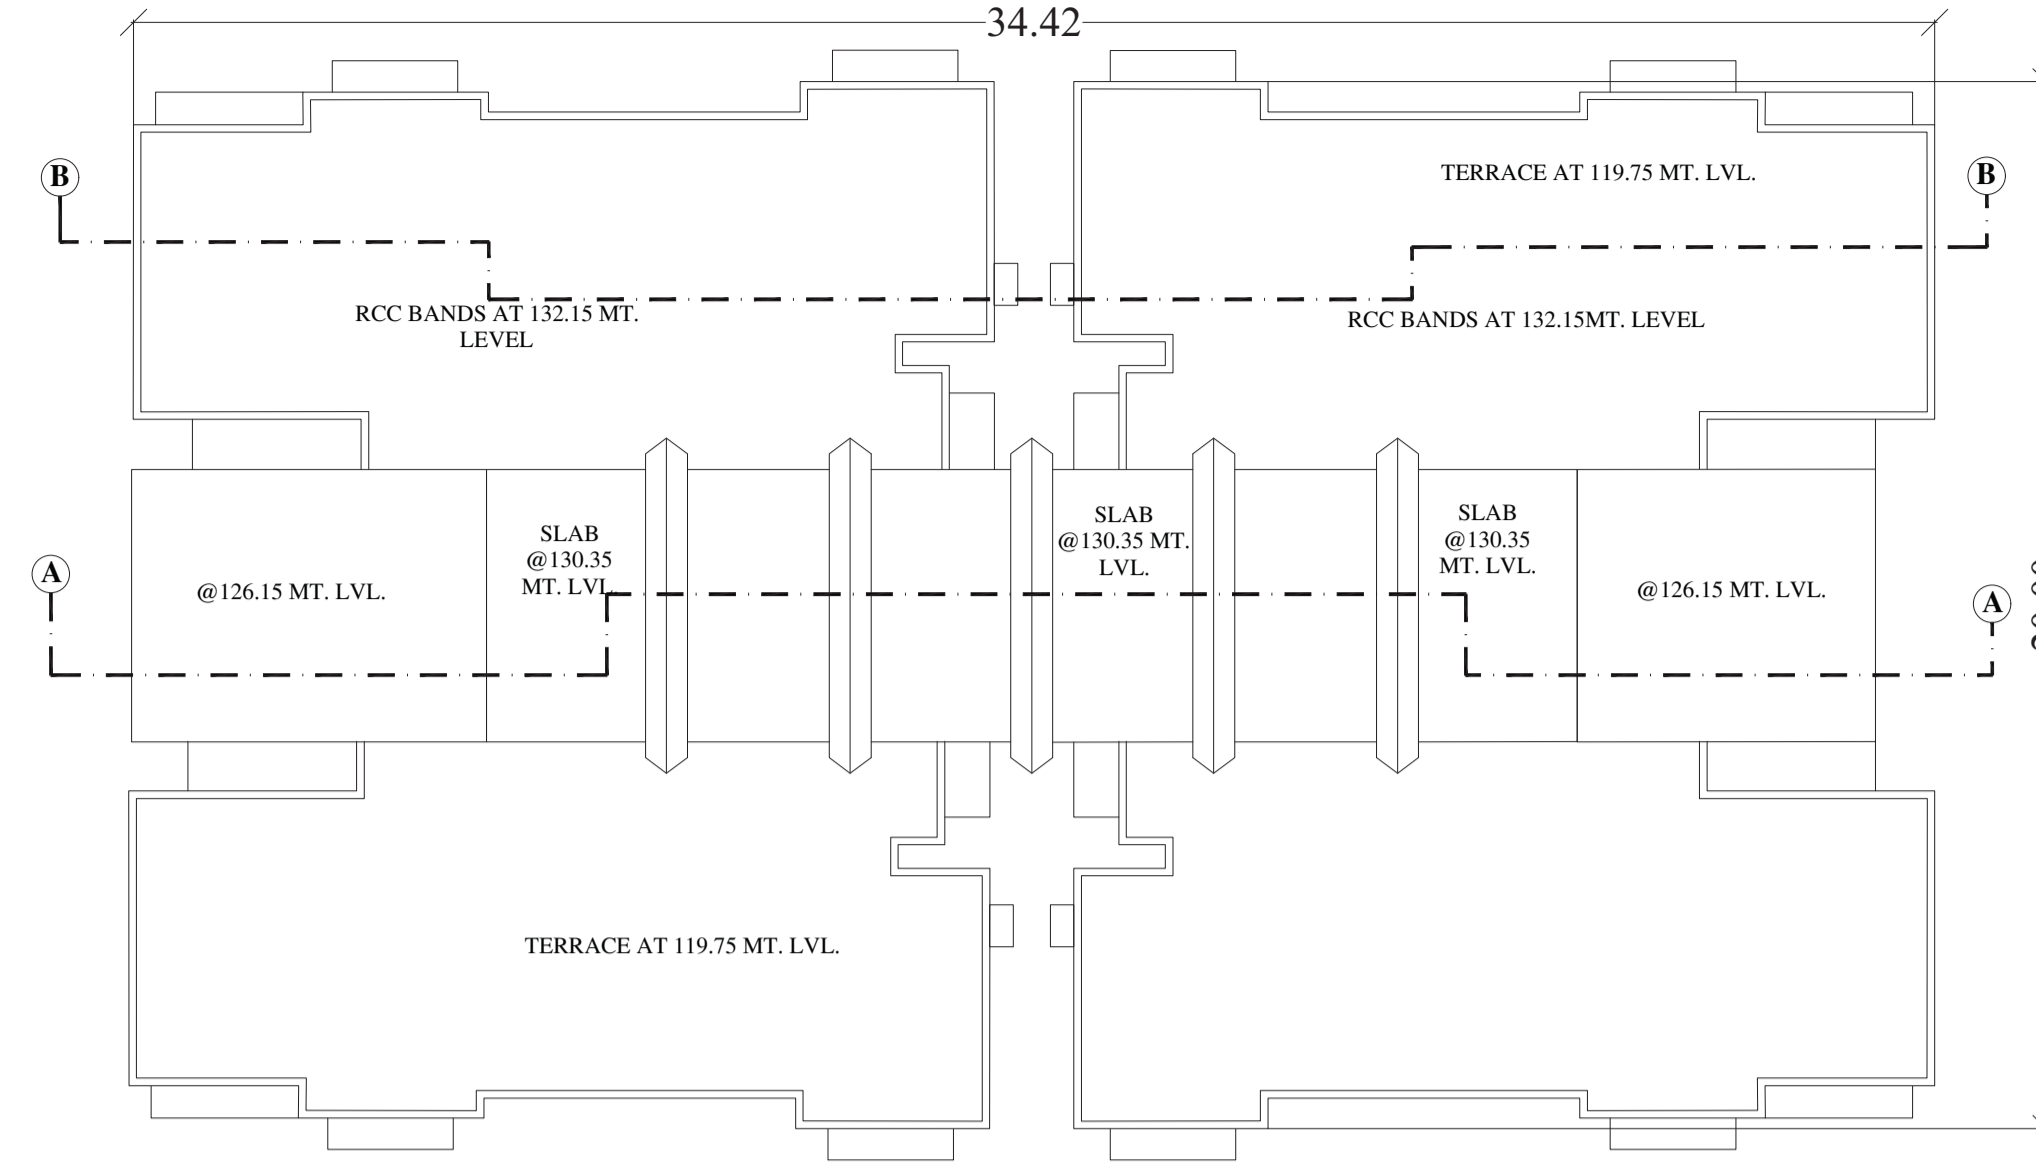 34.42
B
B
TERRACE AT 119.75 MT. LVL.
RCC BANDS AT 132.15 MT.
LEVEL
RCC BANDS AT 132.15MT. LEVEL
SLAB
@130.35
MT. LVL.
SLAB
@130.35 MT.
LVL.
SLAB
@130.35
MT. LVL.
A
@126.15 MT. LVL.
@126.15 MT. LVL.
A
TERRACE AT 119.75 MT. LVL.